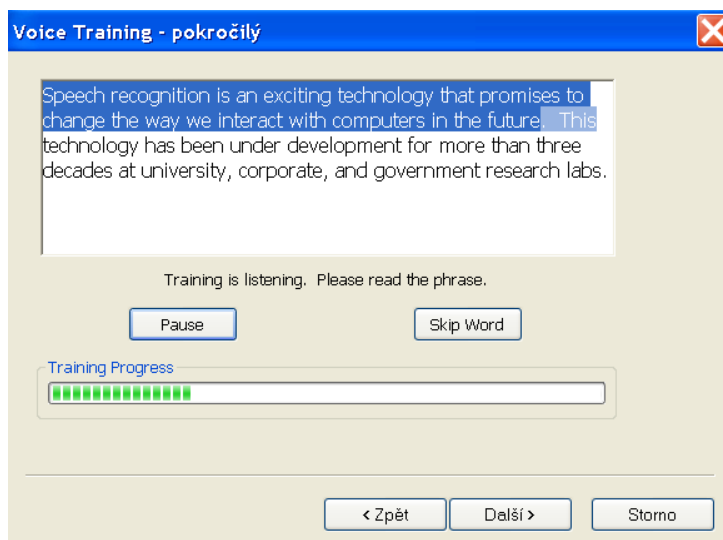 Voice Training - pokročilý
Speech recognition is an exciting technology that promises to
change the way we interact with computers in the future.  This
technology has been under development for more than three
decades at university, corporate, and government research labs.
Training is listening.  Please read the phrase.
Pause
Skip Word
Training Progress
< Zpět
Další >
Storno